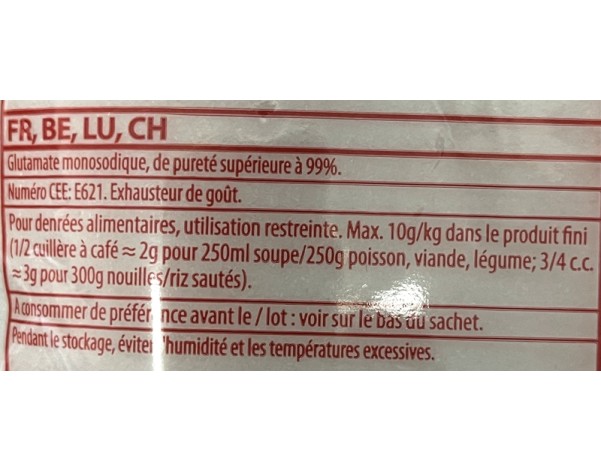 FR, BE, LU, CH
Glutamate monosodique, de pureté supérieure à 99%.
Numéro CEE: E621. Exhausteur de goût.
Pour denrées alimentaires, utilisation restreinte. Max. 10g/kg dans le produit fini
(1/2 cuillère à café ≈ 2g pour 250ml soupe/250g poisson, viande, légume; 3/4 c.c.
≈ 3g pour 300g nouilles/riz sautés).
A consommer de préférence avant le / lot : voir sur le bas du sachet.
Pendant le stockage, éviter l'humidité et les températures excessives.